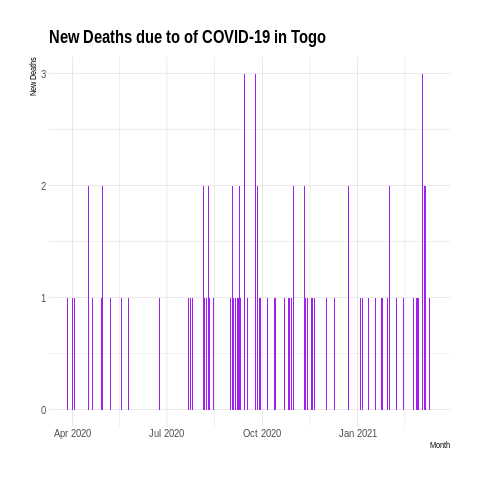 New Deaths due to of COVID-19 in Togo
New Deaths
3
2
1
0
Apr 2020 Jul 2020 Oct 2020 Jan 2021
Month